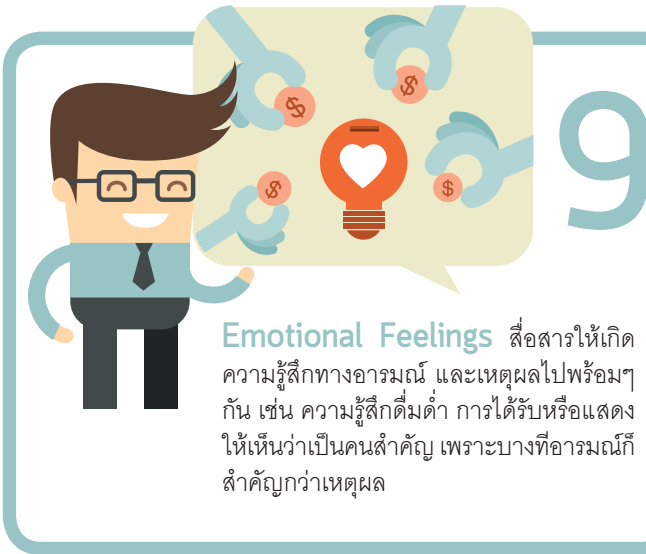 9
Emotional Feelings สื่อสารให้เกิด
ความรู้สึกทางอารมณ์ และเหตุผลไปพร้อมๆ
กัน เช่น ความรู้สึกดื่มด่ำ การได้รับหรือแสดง
ให้เห็นว่าเป็นคนสำคัญ เพราะบางทีอารมณ์ก็
สำคัญกว่าเหตุผล